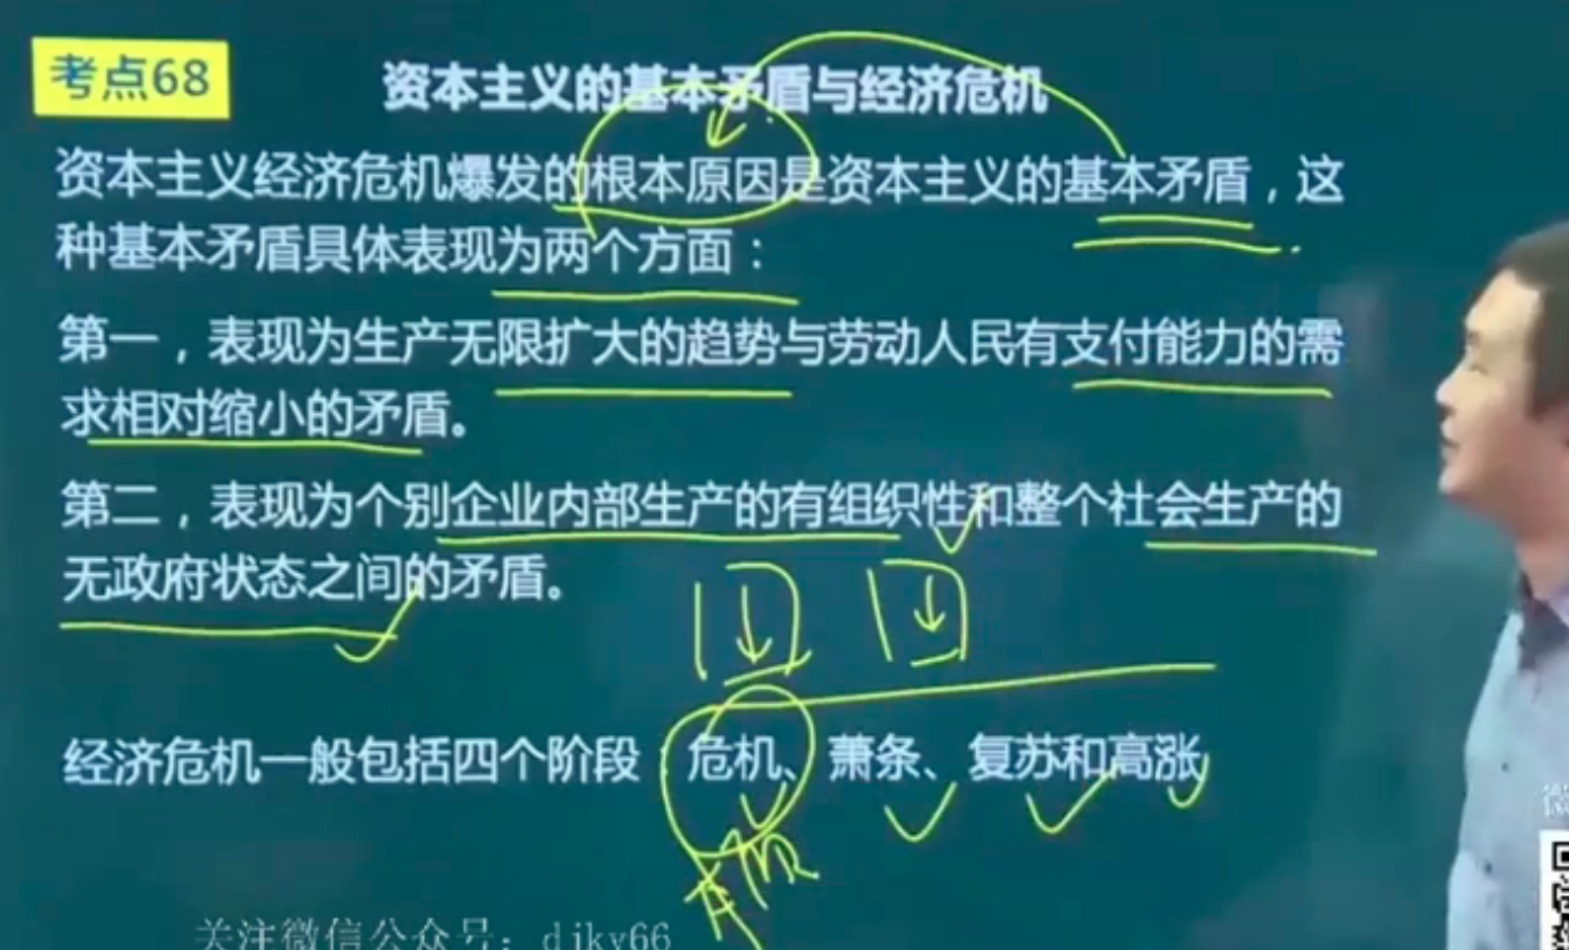 考点68
资本主义的基本矛盾与经济危机
资本主义经济危机爆发的根本原因是资本主义的基本矛盾，这
种基本矛盾具体表现为两个方面：
第一，表现为生产无限扩大的趋势与劳动人民有支付能力的需
求相对缩小的矛盾。
第二，表现为个别企业内部生产的有组织性和整个社会生产的
无政府状态之间的矛盾。
经济危机一般包括四个阶段：危机、萧条、复苏和高涨
关注微信公众号：djky66